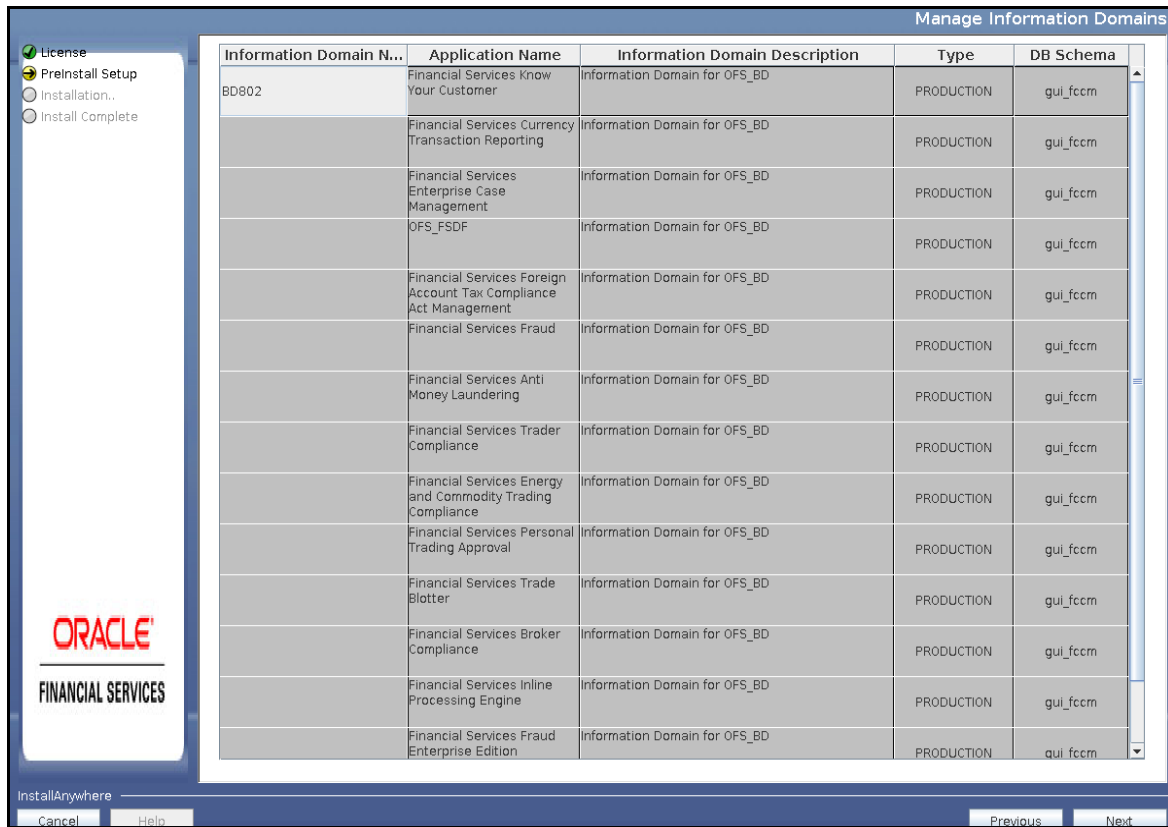 Manage Information Domains
License
PreInstall Setup
Installation..
Install Complete
ORACLE
FINANCIAL SERVICES
Information Domain N... Application Name Information Domain Description Type DB Schema
BD802 Financial Services Know Your Customer Information Domain for OFS_BD PRODUCTION gui_fccm
Financial Services Currency Transaction Reporting Information Domain for OFS_BD PRODUCTION gui_fccm
Financial Services Enterprise Case Management Information Domain for OFS_BD PRODUCTION gui_fccm
OFS_FSDF Information Domain for OFS_BD PRODUCTION gui_fccm
Financial Services Foreign Account Tax Compliance Act Management Information Domain for OFS_BD PRODUCTION gui_fccm
Financial Services Fraud Information Domain for OFS_BD PRODUCTION gui_fccm
Financial Services Anti Money Laundering Information Domain for OFS_BD PRODUCTION gui_fccm
Financial Services Trader Compliance Information Domain for OFS_BD PRODUCTION gui_fccm
Financial Services Energy and Commodity Trading Compliance Information Domain for OFS_BD PRODUCTION gui_fccm
Financial Services Personal Trading Approval Information Domain for OFS_BD PRODUCTION gui_fccm
Financial Services Trade Blotter Information Domain for OFS_BD PRODUCTION gui_fccm
Financial Services Broker Compliance Information Domain for OFS_BD PRODUCTION gui_fccm
Financial Services Inline Processing Engine Information Domain for OFS_BD PRODUCTION gui_fccm
Financial Services Fraud Enterprise Edition Information Domain for OFS_BD PRODUCTION gui_fccm
InstallAnywhere
Cancel Help Previous Next